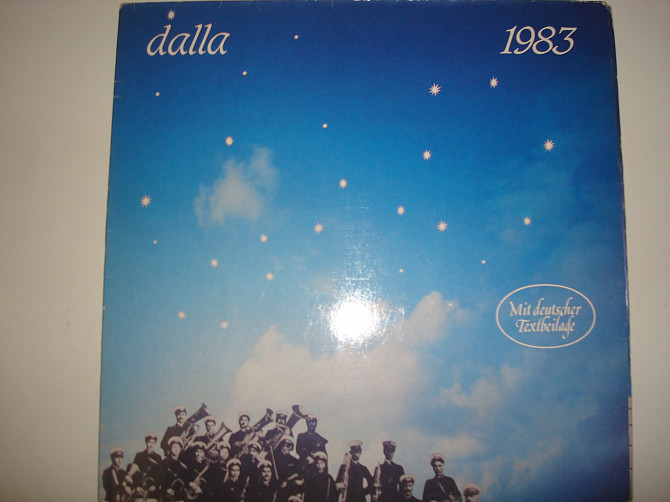 dalla
1983
Mit deutscher
Textbeilage